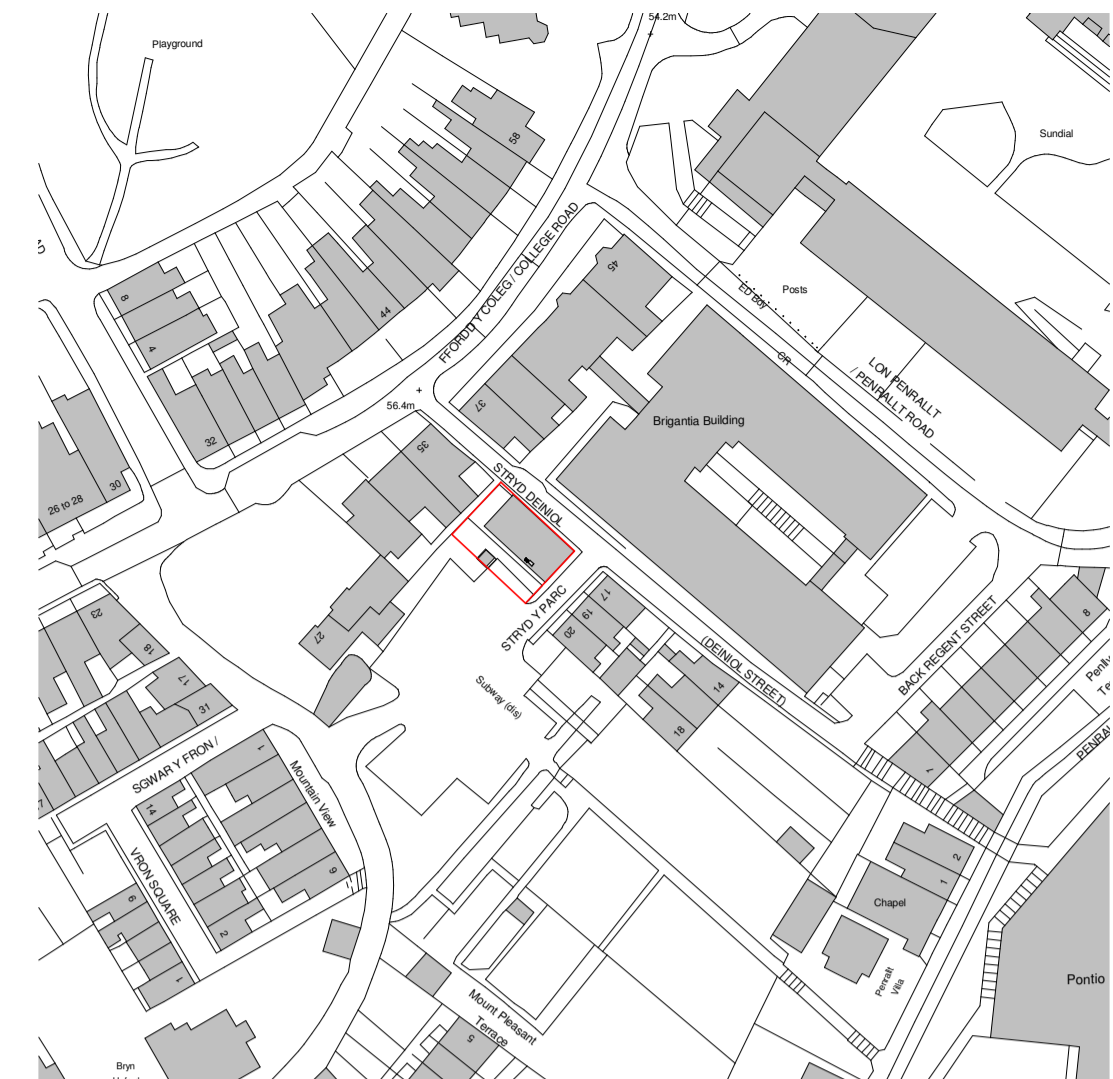 54.2m
Playground
Sundial
58
FFORDD Y COLEG / COLLEGE ROAD
45
ED Bdy
Posts
8
4
44
CR
LON PENRALLT
/ PENRALLT ROAD
56.4m
37
Brigantia Building
32
35
30
26 to 28
STRYD DEINIOL
STRYD Y PARC
17
19
20
23
18
17
31
27
(DEINIOL STREET)
14
18
Subway (dis)
BACK REGENT STREET
8
SGWAR Y FRON /
1
Mountain View
9
14
VRON SQUARE
6
2
1
1
2
1
Chapel
Penrallt
Villa
Pontio
Mount Pleasant
Terrace
5
Bryn